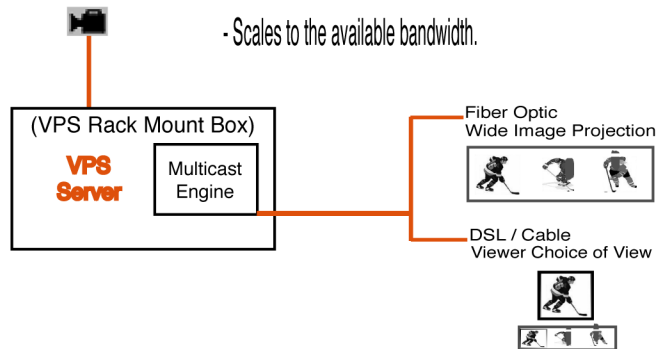 - Scales to the available bandwidth.
(VPS Rack Mount Box)
VPS
Server
Multicast
Engine
Fiber Optic
Wide Image Projection
DSL / Cable
Viewer Choice of View